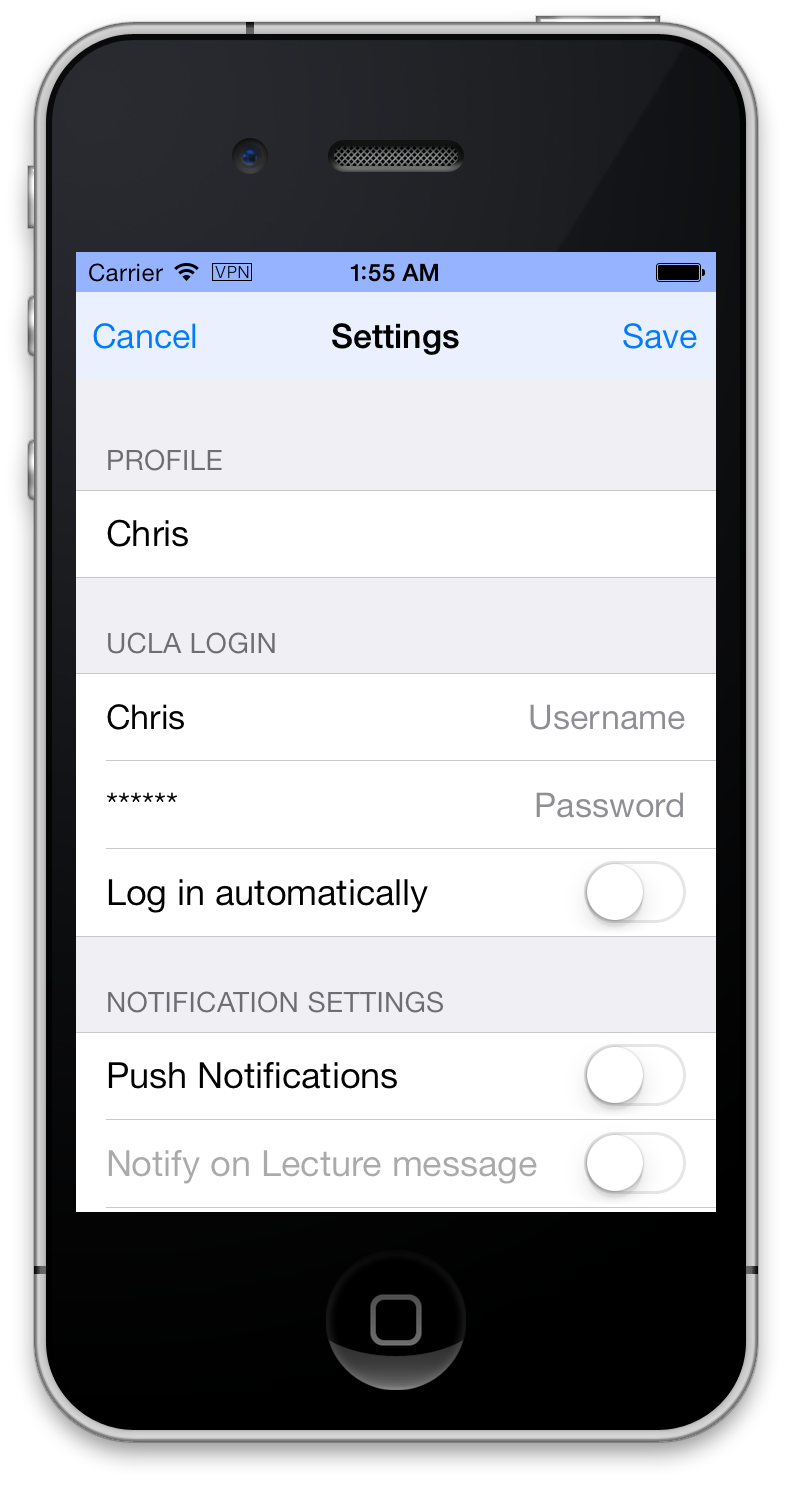 Carrier VPN 1:55 AM
Cancel Settings Save
PROFILE
Chris
UCLA LOGIN
Chris Username
****** Password
Log in automatically
NOTIFICATION SETTINGS
Push Notifications
Notify on Lecture message